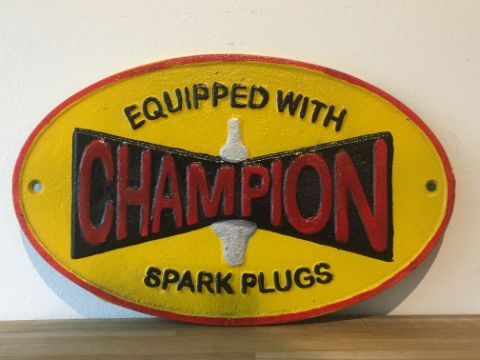 EQUIPPED WITH
CHAMPION
SPARK PLUGS